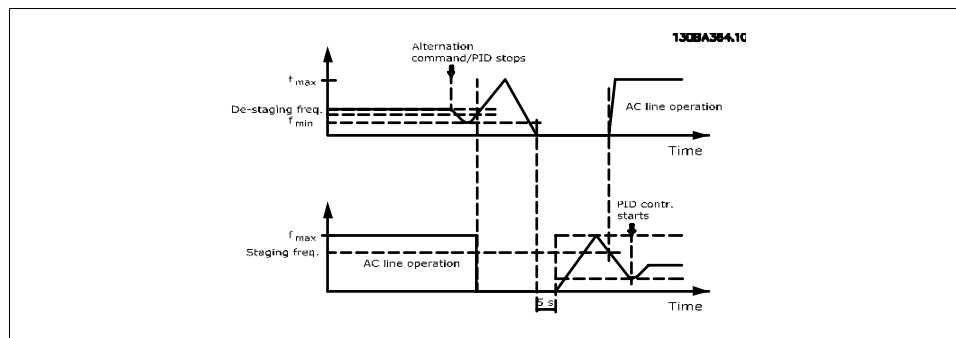 130BA364.10
Alternation
command/PID stops
f max
De-staging freq.
f min
AC line operation
Time
PID contr.
starts
f max
Staging freq.
AC line operation
5 s
Time